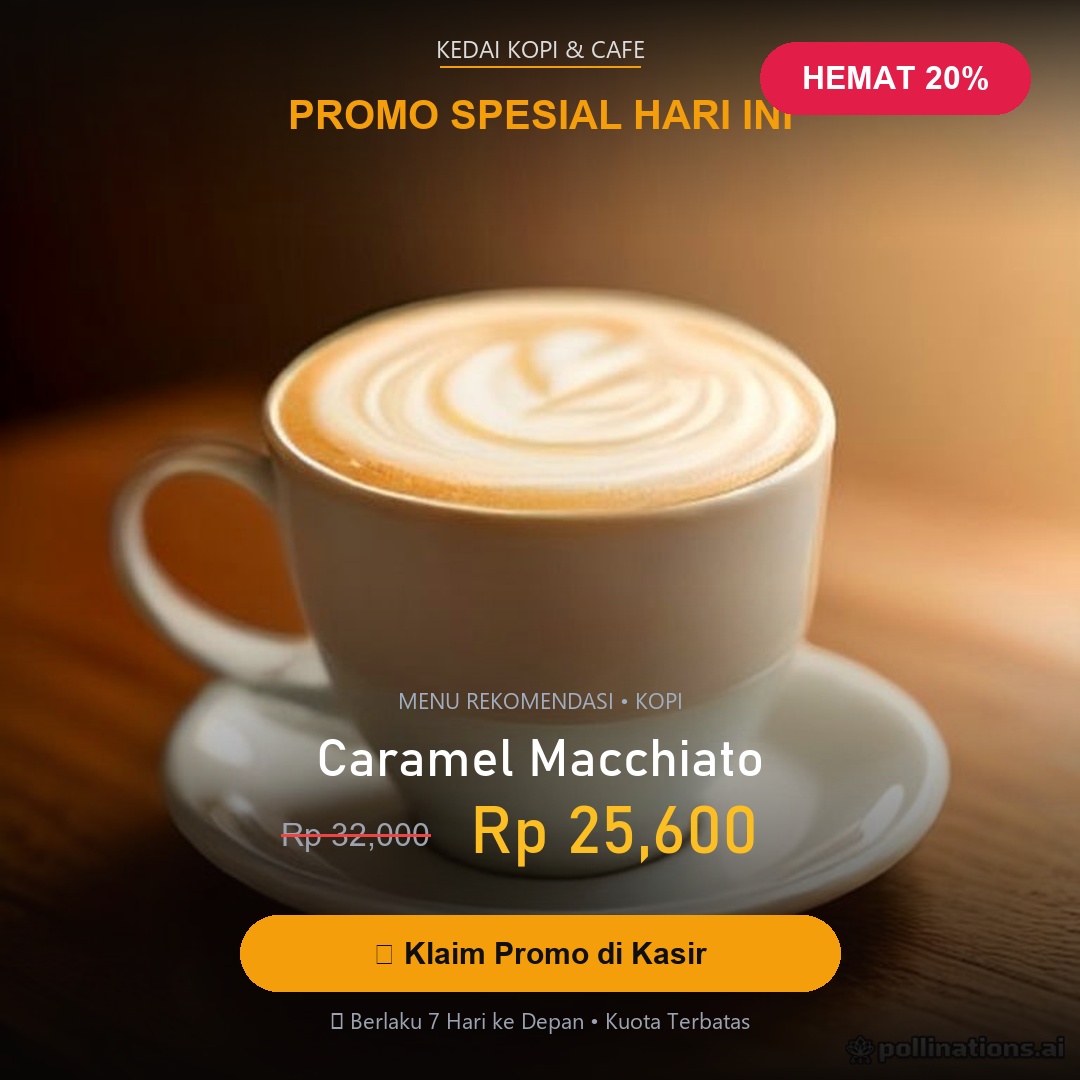 KEDAI KOPI & CAFE
HEMAT 20%
PROMO SPESIAL HARI INI
MENU REKOMENDASI • KOPI
Caramel Macchiato
Rp 32,000 Rp 25,600
Klaim Promo di Kasir
Berlaku 7 Hari ke Depan • Kuota Terbatas
pollinations.ai